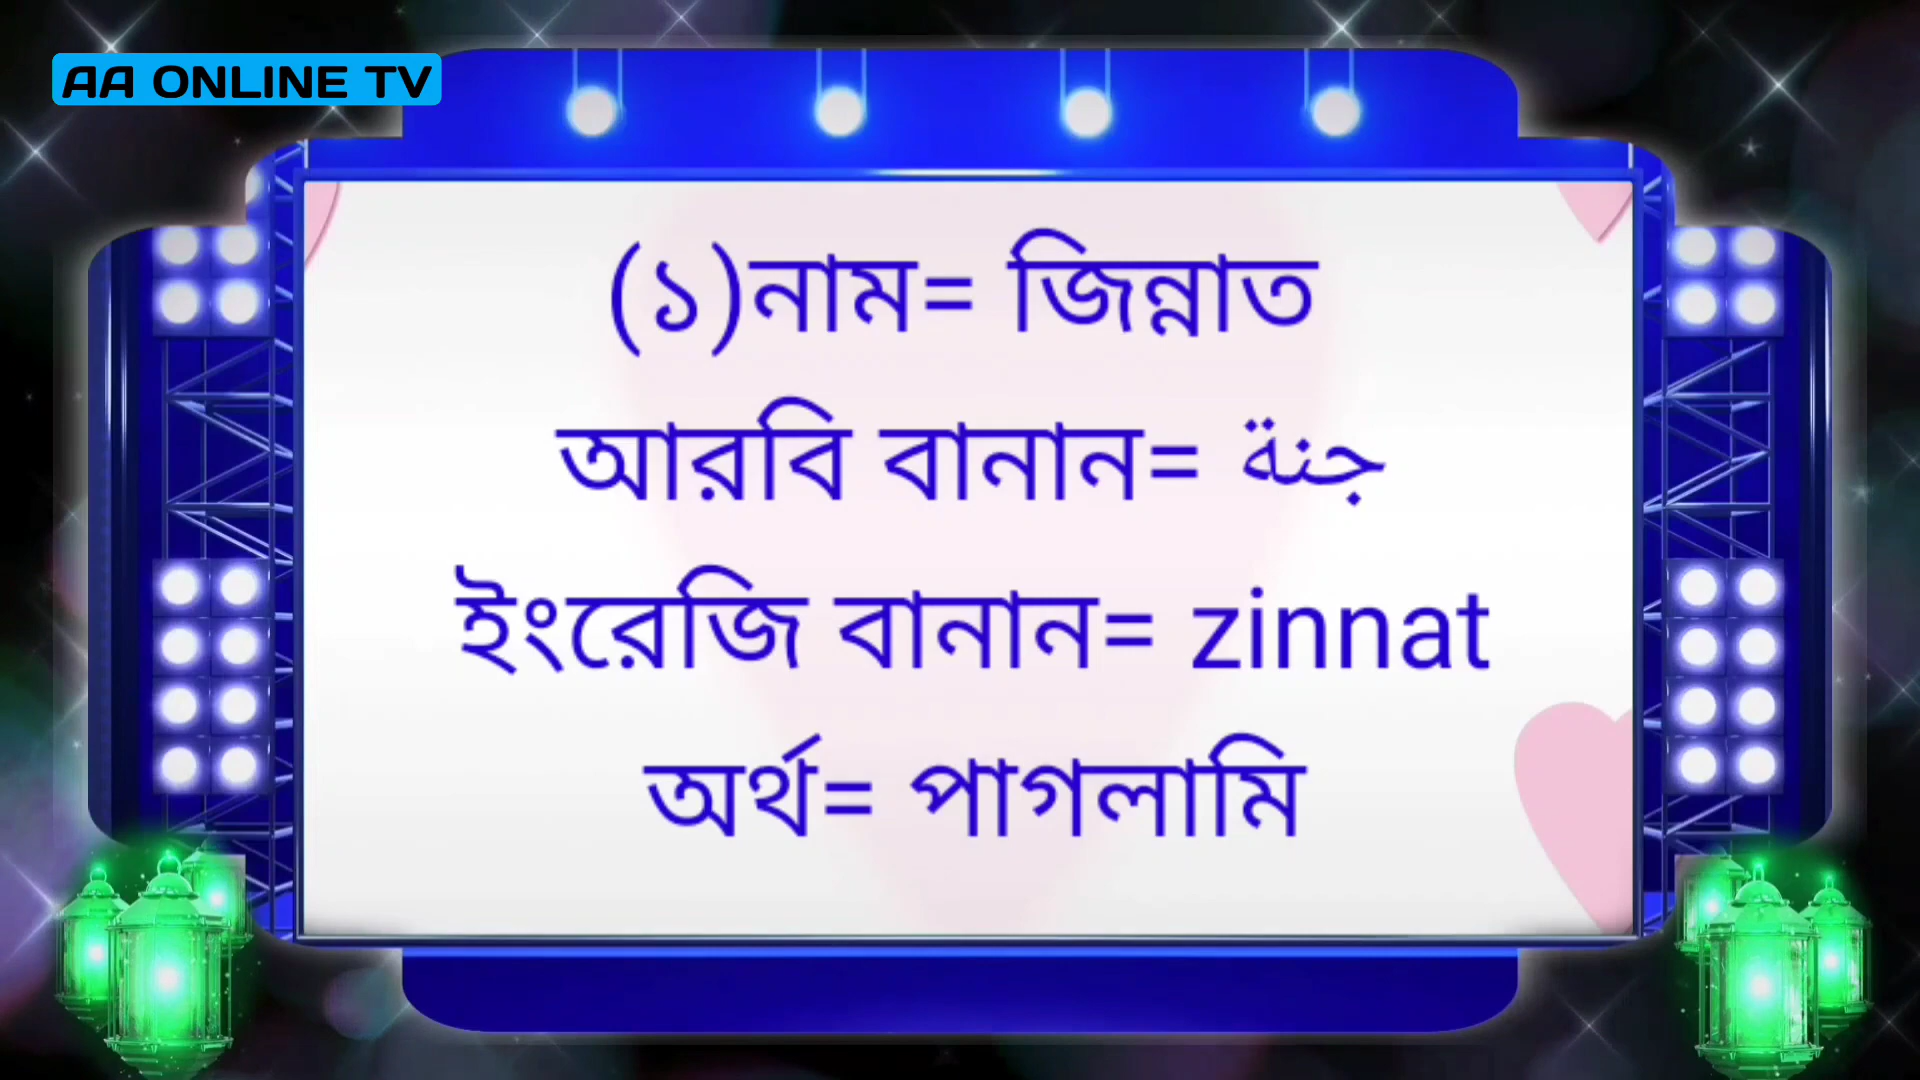 AA ONLINE TV
(১)নাম= জিন্নাত
আরবি বানান= جنة
ইংরেজি বানান= zinnat
অর্থ= পাগলামি